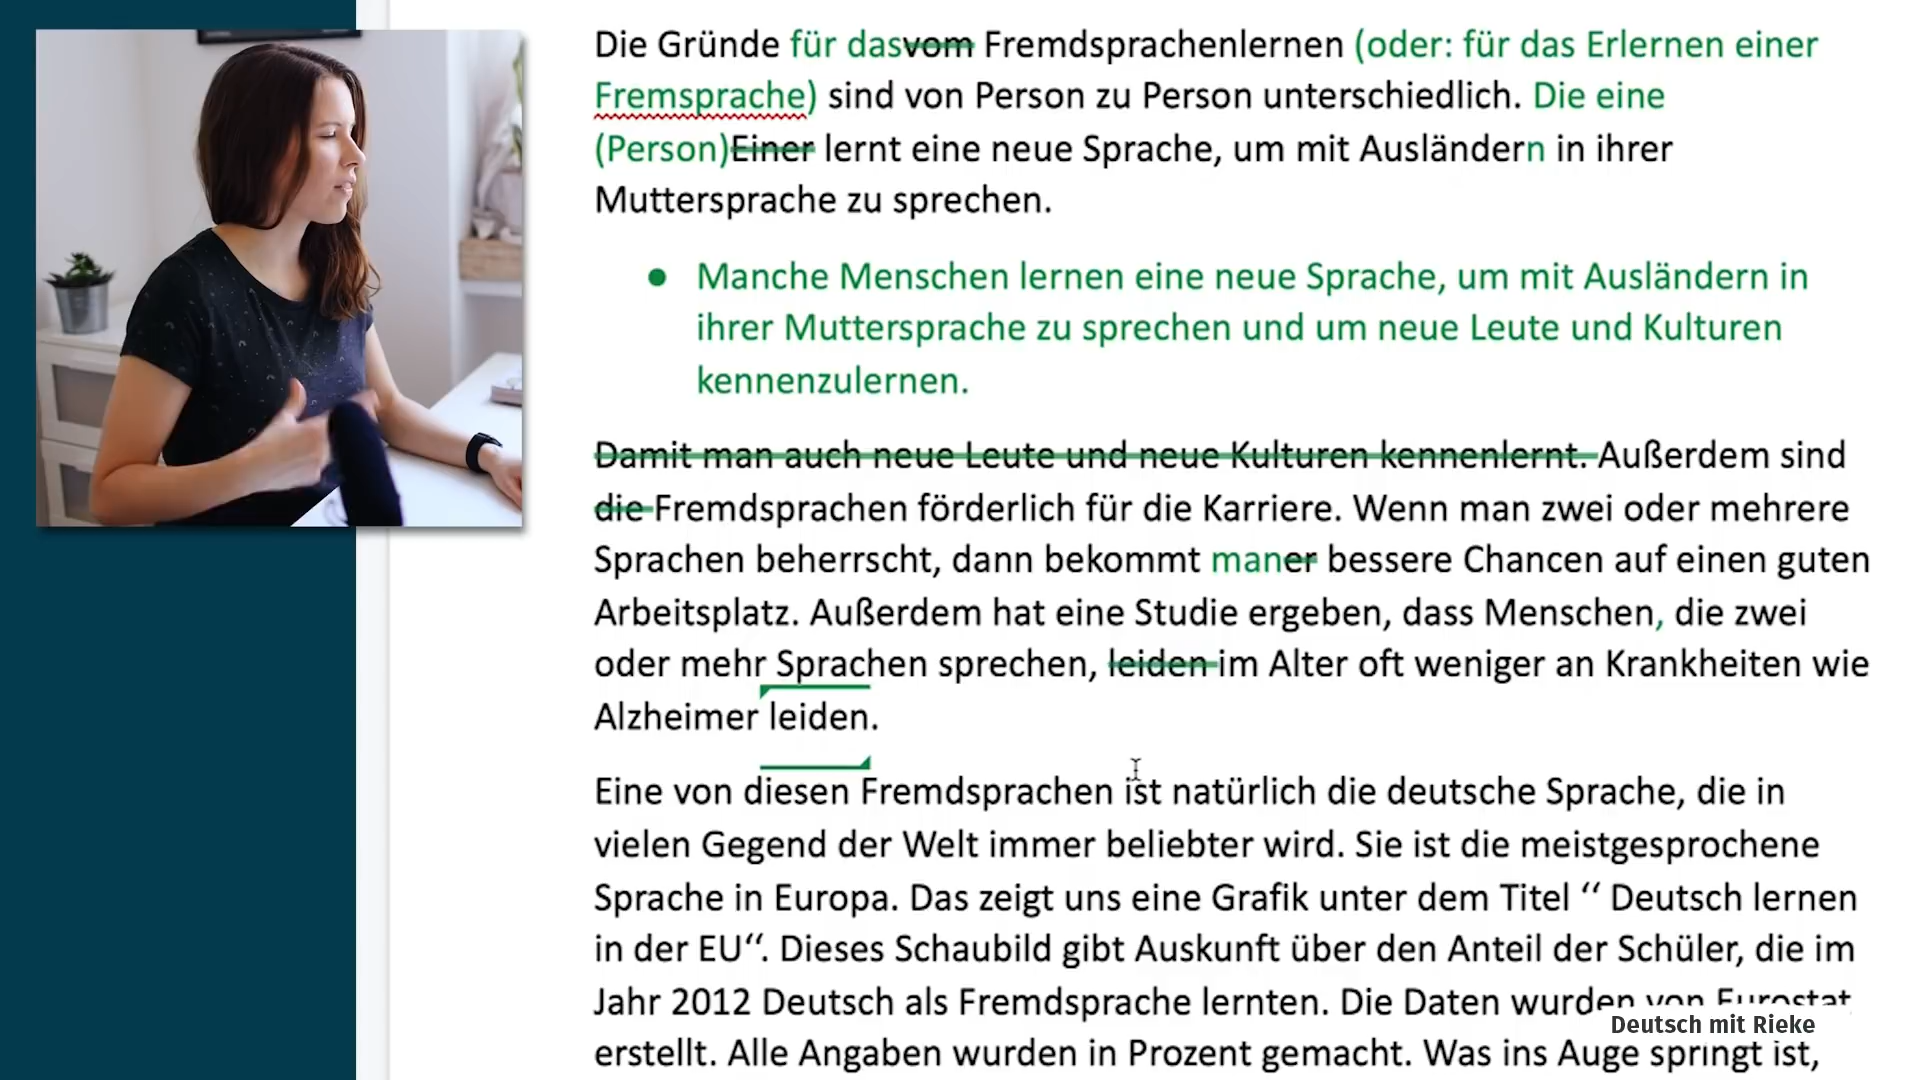 Die Gründe für dasvom Fremdsprachenlernen (oder: für das Erlernen einer
Fremsprache) sind von Person zu Person unterschiedlich. Die eine
(Person)Einer lernt eine neue Sprache, um mit Ausländern in ihrer
Muttersprache zu sprechen.
• Manche Menschen lernen eine neue Sprache, um mit Ausländern in
ihrer Muttersprache zu sprechen und um neue Leute und Kulturen
kennenzulernen.
Damit man auch neue Leute und neue Kulturen kennenlernt. Außerdem sind
die Fremdsprachen förderlich für die Karriere. Wenn man zwei oder mehrere
Sprachen beherrscht, dann bekommt maner bessere Chancen auf einen guten
Arbeitsplatz. Außerdem hat eine Studie ergeben, dass Menschen, die zwei
oder mehr Sprachen sprechen, leiden im Alter oft weniger an Krankheiten wie
Alzheimer leiden.
Eine von diesen Fremdsprachen ist natürlich die deutsche Sprache, die in
vielen Gegend der Welt immer beliebter wird. Sie ist die meistgesprochene
Sprache in Europa. Das zeigt uns eine Grafik unter dem Titel “ Deutsch lernen
in der EU“. Dieses Schaubild gibt Auskunft über den Anteil der Schüler, die im
Jahr 2012 Deutsch als Fremdsprache lernten. Die Daten wurden von Eurostat
erstellt. Alle Angaben wurden in Prozent gemacht. Was ins Auge springt ist,
Deutsch mit Rieke